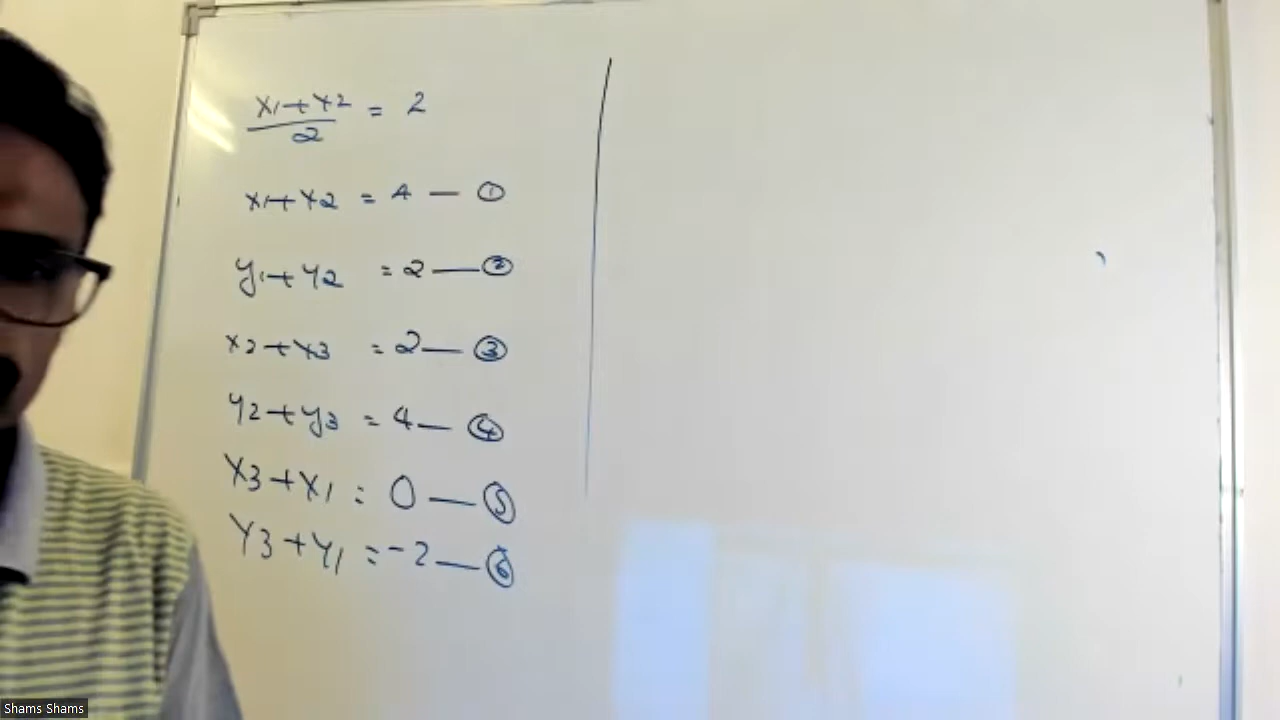 x1+x2
2 = 2
x1+x2 = 4 — ①
y1+y2 = 2 — ②
x2+x3 = 2 — ③
y2+y3 = 4 — ④
x3+x1 = 0 — ⑤
y3+y1 = -2 — ⑥
Shams Shams